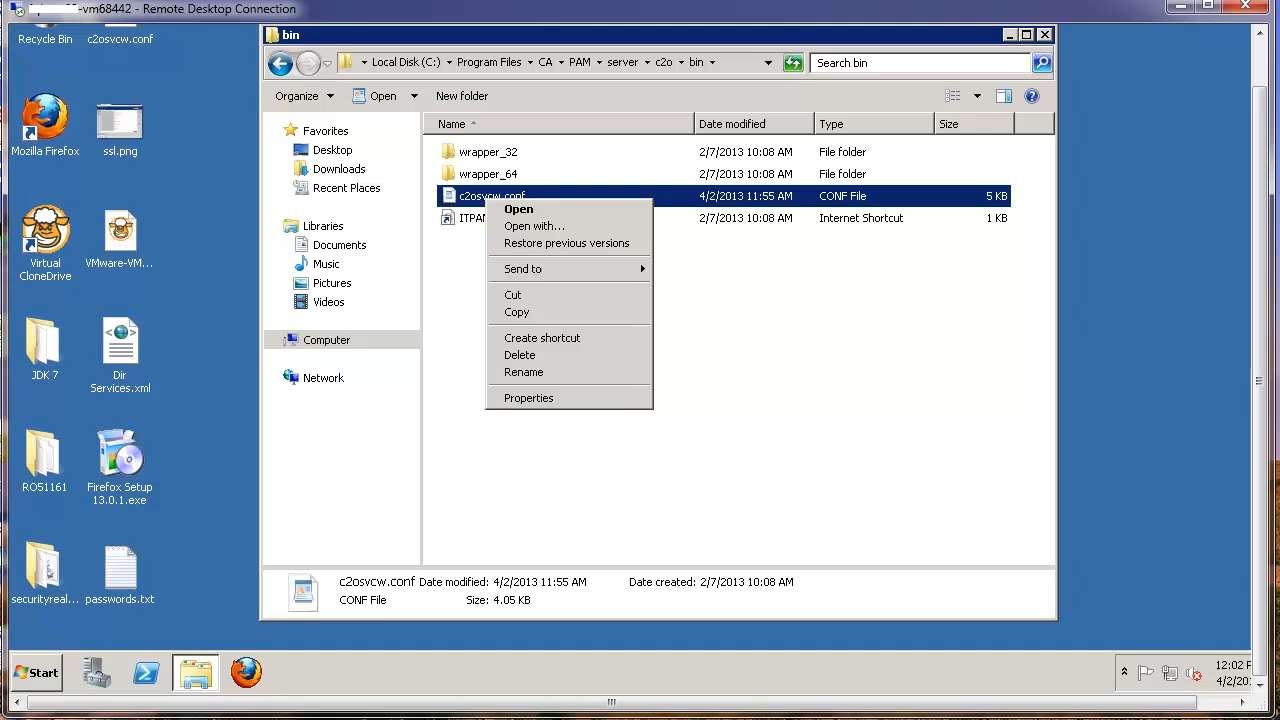 -vm68442 - Remote Desktop Connection
Recycle Bin
c2osvcw.conf
Mozilla Firefox
ssl.png
Virtual
CloneDrive
VMware-VM...
JDK 7
Dir
Services.xml
RO51161
Firefox Setup
13.0.1.exe
securityreal...
passwords.txt
bin
Local Disk (C:) Program Files CA PAM server c2o bin
Search bin
Organize Open New folder
Favorites
Desktop
Downloads
Recent Places
Libraries
Documents
Music
Pictures
Videos
Computer
Network
Name Date modified Type Size
wrapper_32 2/7/2013 10:08 AM File folder
wrapper_64 2/7/2013 10:08 AM File folder
c2osvcw.conf 4/2/2013 11:55 AM CONF File 5 KB
ITPAM 2/7/2013 10:08 AM Internet Shortcut 1 KB
Open
Open with...
Restore previous versions
Send to
Cut
Copy
Create shortcut
Delete
Rename
Properties
c2osvcw.conf Date modified: 4/2/2013 11:55 AM Date created: 2/7/2013 10:08 AM
CONF File Size: 4.05 KB
Start
12:02 P
4/2/20